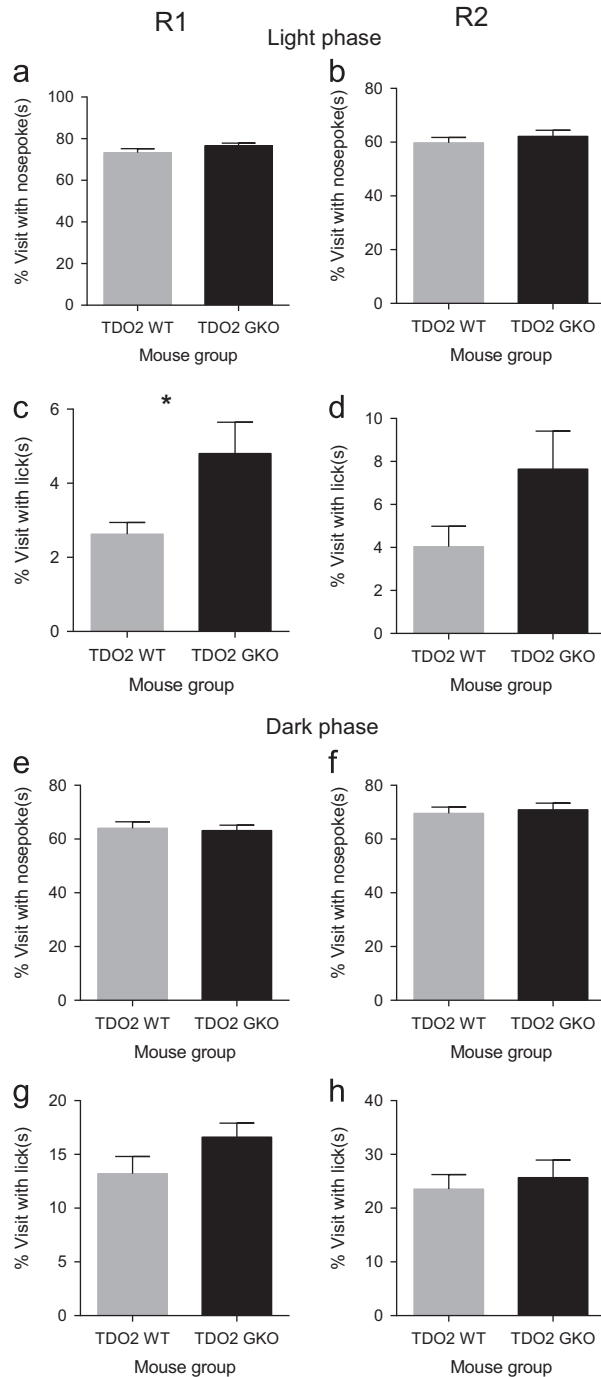 R1
R2
Light phase
a
% Visit with nosepoke(s)
100
80
60
40
20
0
TDO2 WT
TDO2 GKO
Mouse group
b
% Visit with nosepoke(s)
80
60
40
20
0
TDO2 WT
TDO2 GKO
Mouse group
c
% Visit with lick(s)
*
6
4
2
0
TDO2 WT
TDO2 GKO
Mouse group
d
% Visit with lick(s)
10
8
6
4
2
0
TDO2 WT
TDO2 GKO
Mouse group
Dark phase
e
% Visit with nosepoke(s)
80
60
40
20
0
TDO2 WT
TDO2 GKO
Mouse group
f
% Visit with nosepoke(s)
80
60
40
20
0
TDO2 WT
TDO2 GKO
Mouse group
g
% Visit with lick(s)
20
15
10
5
0
TDO2 WT
TDO2 GKO
Mouse group
h
% Visit with lick(s)
40
30
20
10
0
TDO2 WT
TDO2 GKO
Mouse group